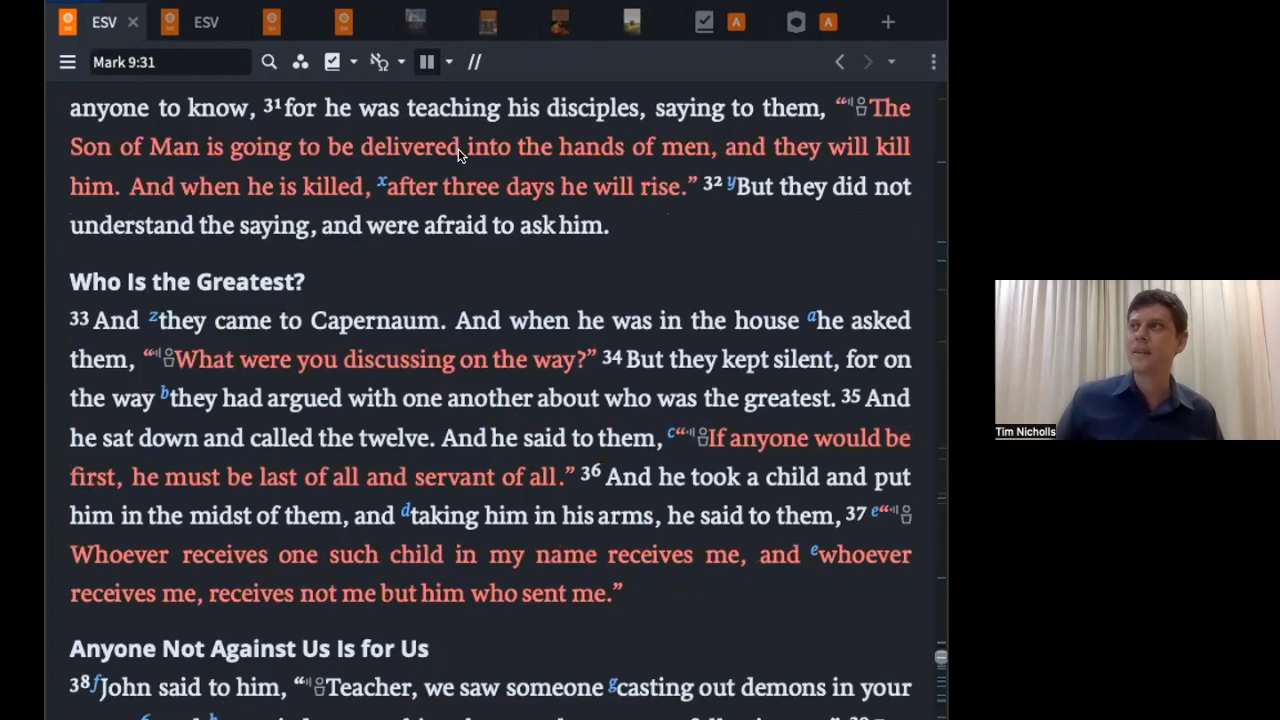 ESV ESV A A
Mark 9:31
anyone to know, 31 for he was teaching his disciples, saying to them, “The
Son of Man is going to be delivered into the hands of men, and they will kill
him. And when he is killed, x after three days he will rise.” 32 y But they did not
understand the saying, and were afraid to ask him.
Who Is the Greatest?
33 And z they came to Capernaum. And when he was in the house a he asked
them, “What were you discussing on the way?” 34 But they kept silent, for on
the way b they had argued with one another about who was the greatest. 35 And
he sat down and called the twelve. And he said to them, c “If anyone would be
first, he must be last of all and servant of all.” 36 And he took a child and put
him in the midst of them, and d taking him in his arms, he said to them, 37 e “
Whoever receives one such child in my name receives me, and e whoever
receives me, receives not me but him who sent me.”
Anyone Not Against Us Is for Us
38 f John said to him, “Teacher, we saw someone g casting out demons in your
Tim Nicholls